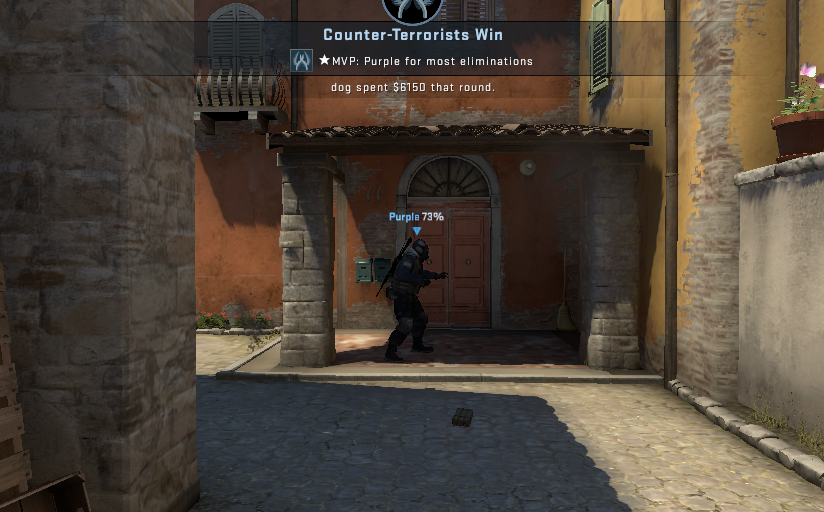 Counter-Terrorists Win
★MVP: Purple for most eliminations
dog spent $6150 that round.
Purple 73%